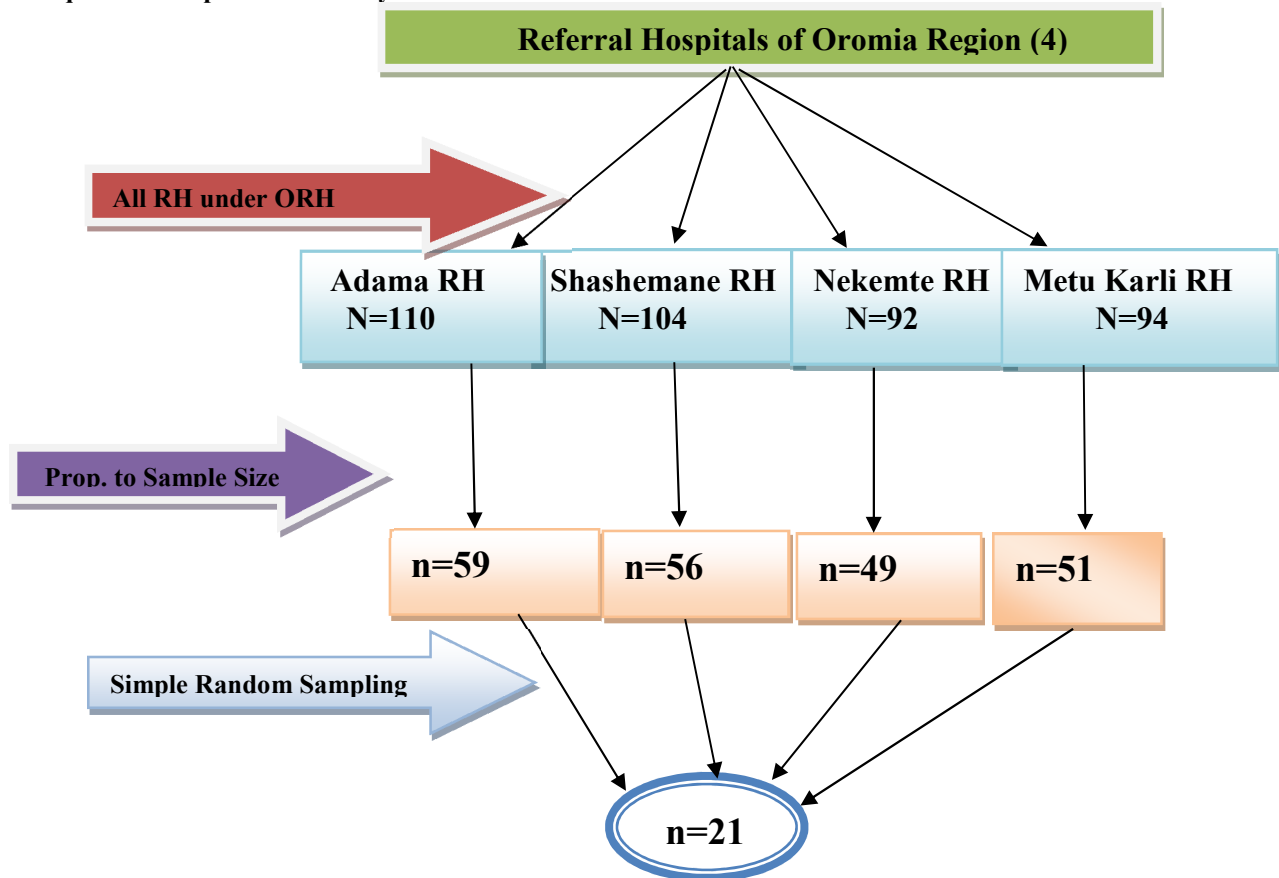 Referral Hospitals of Oromia Region (4)
All RH under ORH
Adama RH
N=110
Shashemane RH
N=104
Nekemte RH
N=92
Metu Karli RH
N=94
Prop. to Sample Size
n=59
n=56
n=49
n=51
Simple Random Sampling
n=21